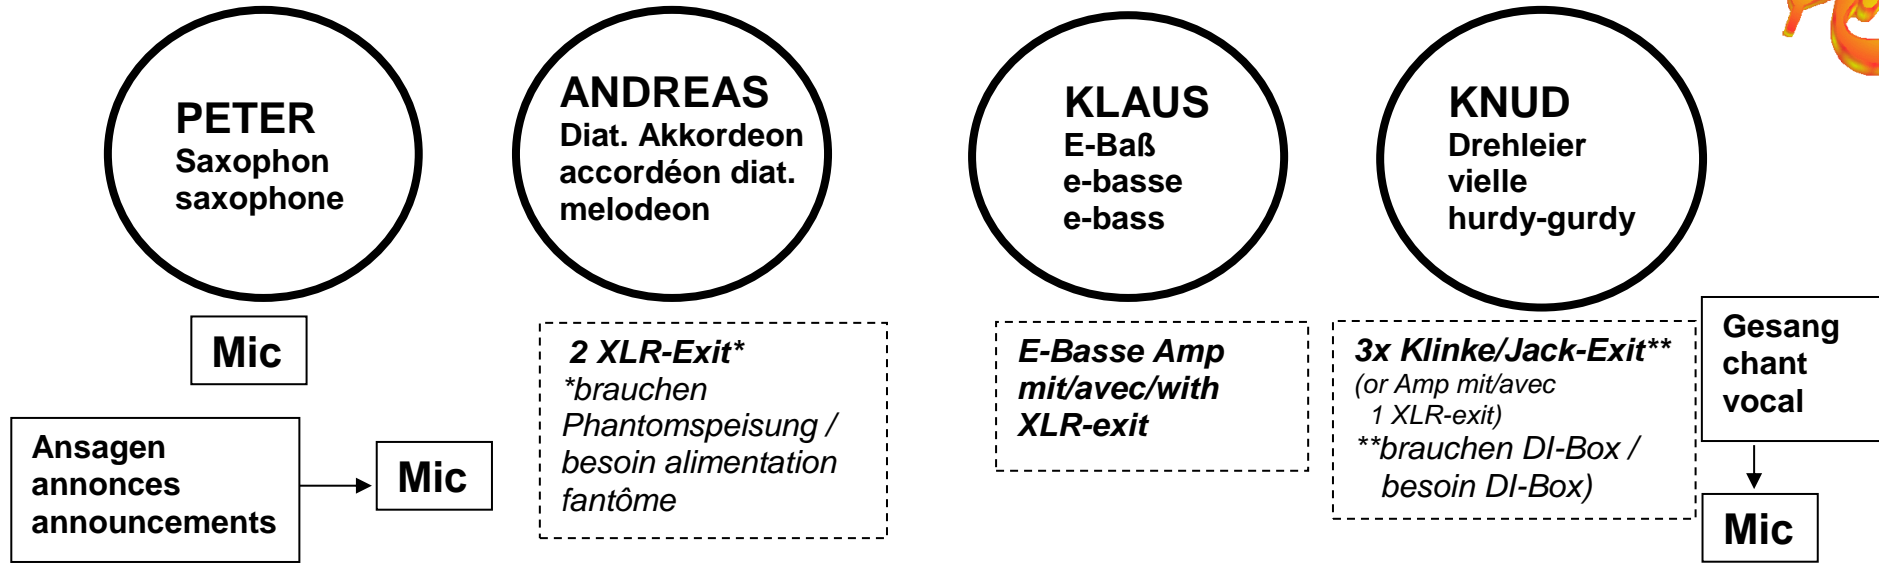 PETER
Saxophon
saxophone
ANDREAS
Diat. Akkordeon
accordéon diat.
melodeon
KLAUS
E-Baß
e-basse
e-bass
KNUD
Drehleier
vielle
hurdy-gurdy
Mic
Ansagen
annonces
announcements
Mic
2 XLR-Exit*
*brauchen
Phantomspeisung /
besoin alimentation
fantôme
E-Basse Amp
mit/avec/with
XLR-exit
3x Klinke/Jack-Exit**
(or Amp mit/avec
1 XLR-exit)
**brauchen DI-Box /
besoin DI-Box)
Gesang
chant
vocal
Mic